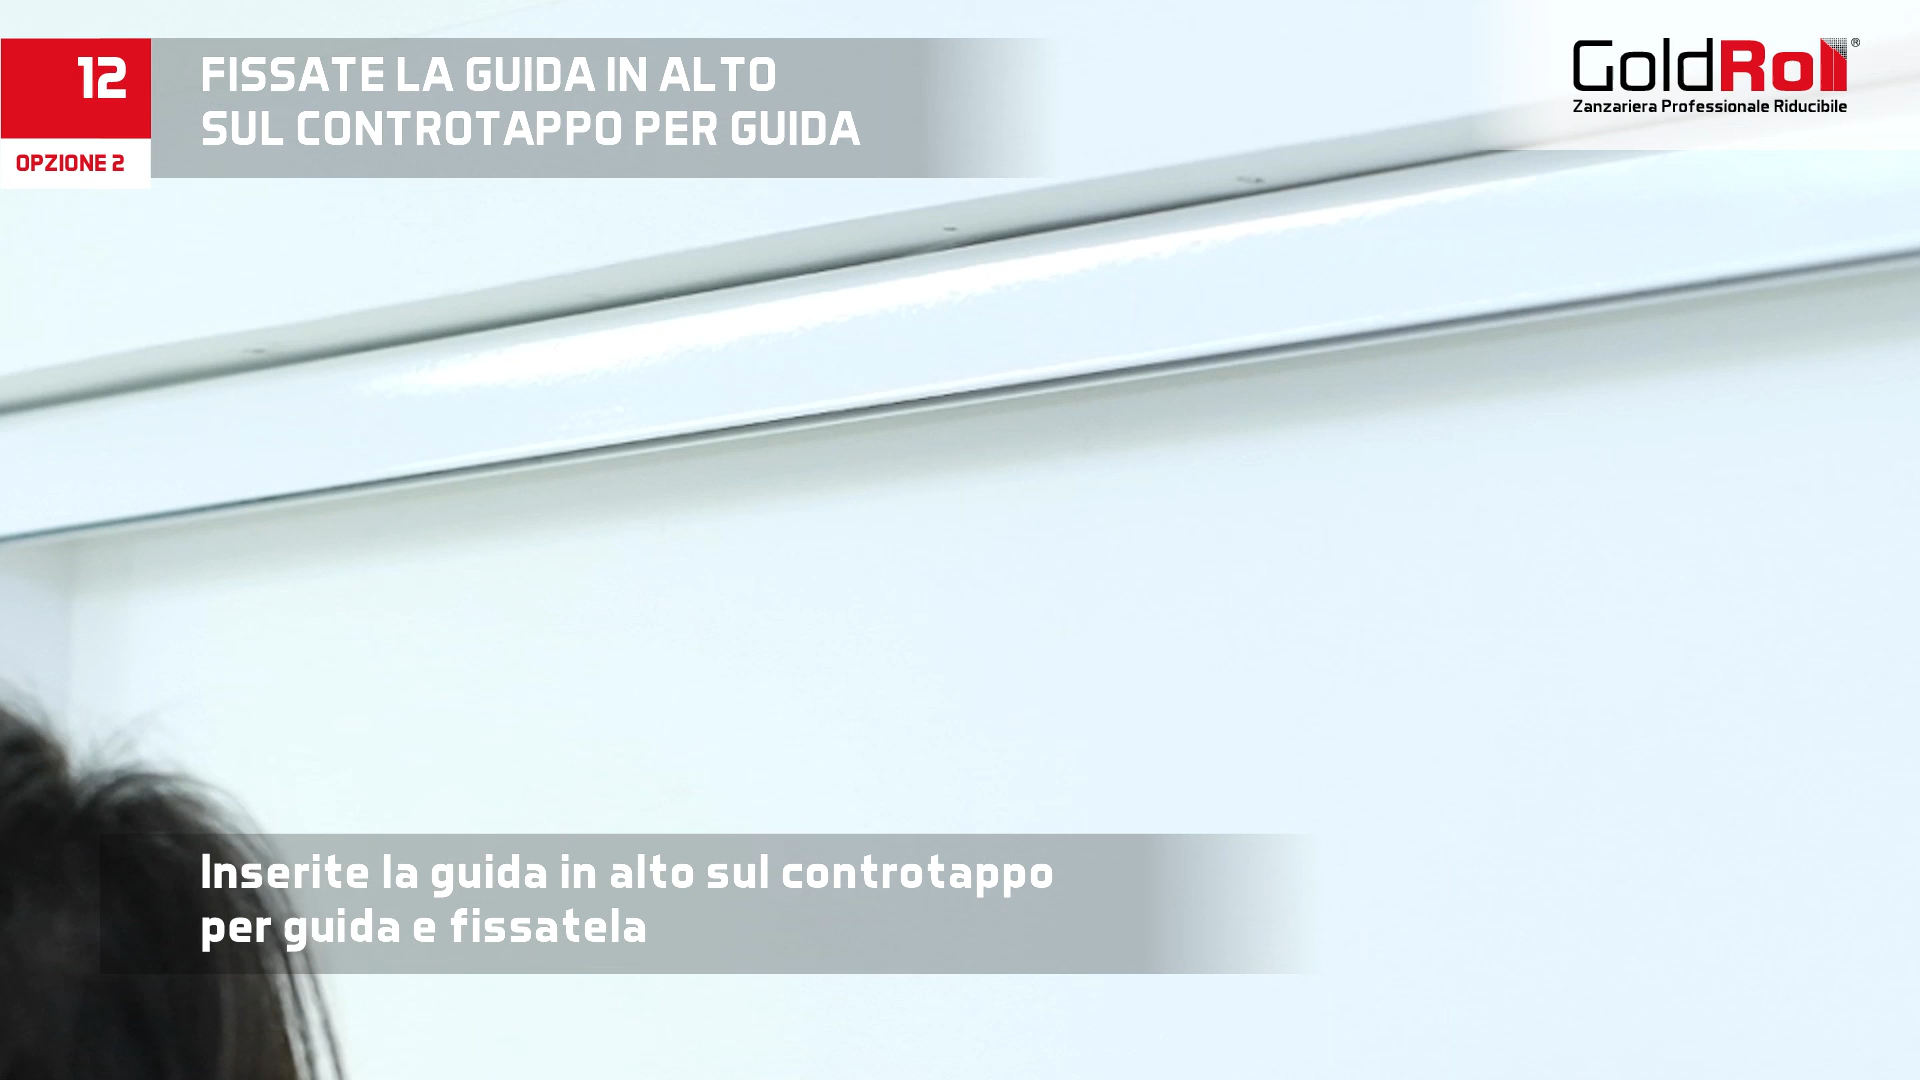 12
OPZIONE 2
FISSATE LA GUIDA IN ALTO
SUL CONTROTAPPO PER GUIDA
GoldRoll®
Zanzariera Professionale Riducibile
Inserite la guida in alto sul controtappo
per guida e fissatela